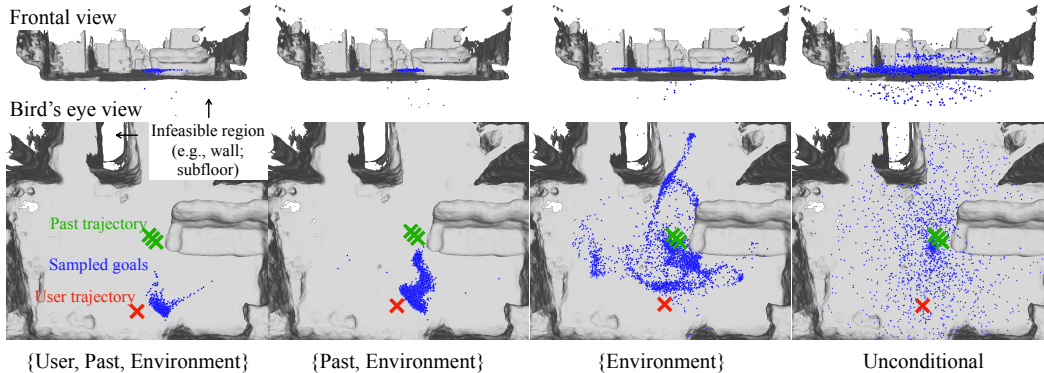 Frontal view
Bird's eye view
Infeasible region
(e.g., wall;
subfloor)
Past trajectory
Sampled goals
User trajectory
{User, Past, Environment}
{Past, Environment}
{Environment}
Unconditional